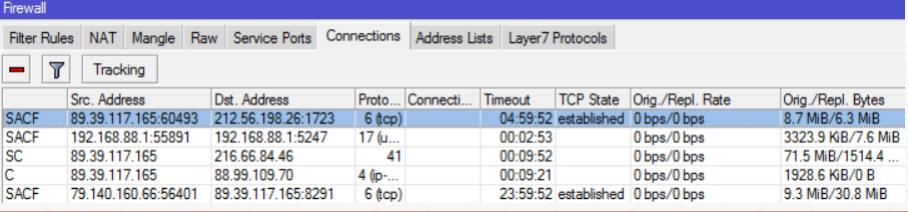 Firewall
Filter Rules NAT Mangle Raw Service Ports Connections Address Lists Layer7 Protocols
Tracking
Src. Address Dst. Address Proto... Connecti... Timeout TCP State Orig./Repl. Rate Orig./Repl. Bytes
SACF 89.39.117.165:60493 212.56.198.26:1723 6 (tcp) 04:59:52 established 0 bps/0 bps 8.7 MiB/6.3 MiB
SACF 192.168.88.1:55891 192.168.88.1:5247 17 (u... 00:02:53 0 bps/0 bps 3323.9 KiB/7.6 MiB
SC 89.39.117.165 216.66.84.46 41 00:09:52 0 bps/0 bps 71.5 MiB/1514.4 ...
C 89.39.117.165 88.99.109.70 4 (ip-... 00:09:21 0 bps/0 bps 1928.6 KiB/0 B
SACF 79.140.160.66:56401 89.39.117.165:8291 6 (tcp) 23:59:52 established 0 bps/0 bps 9.3 MiB/30.8 MiB